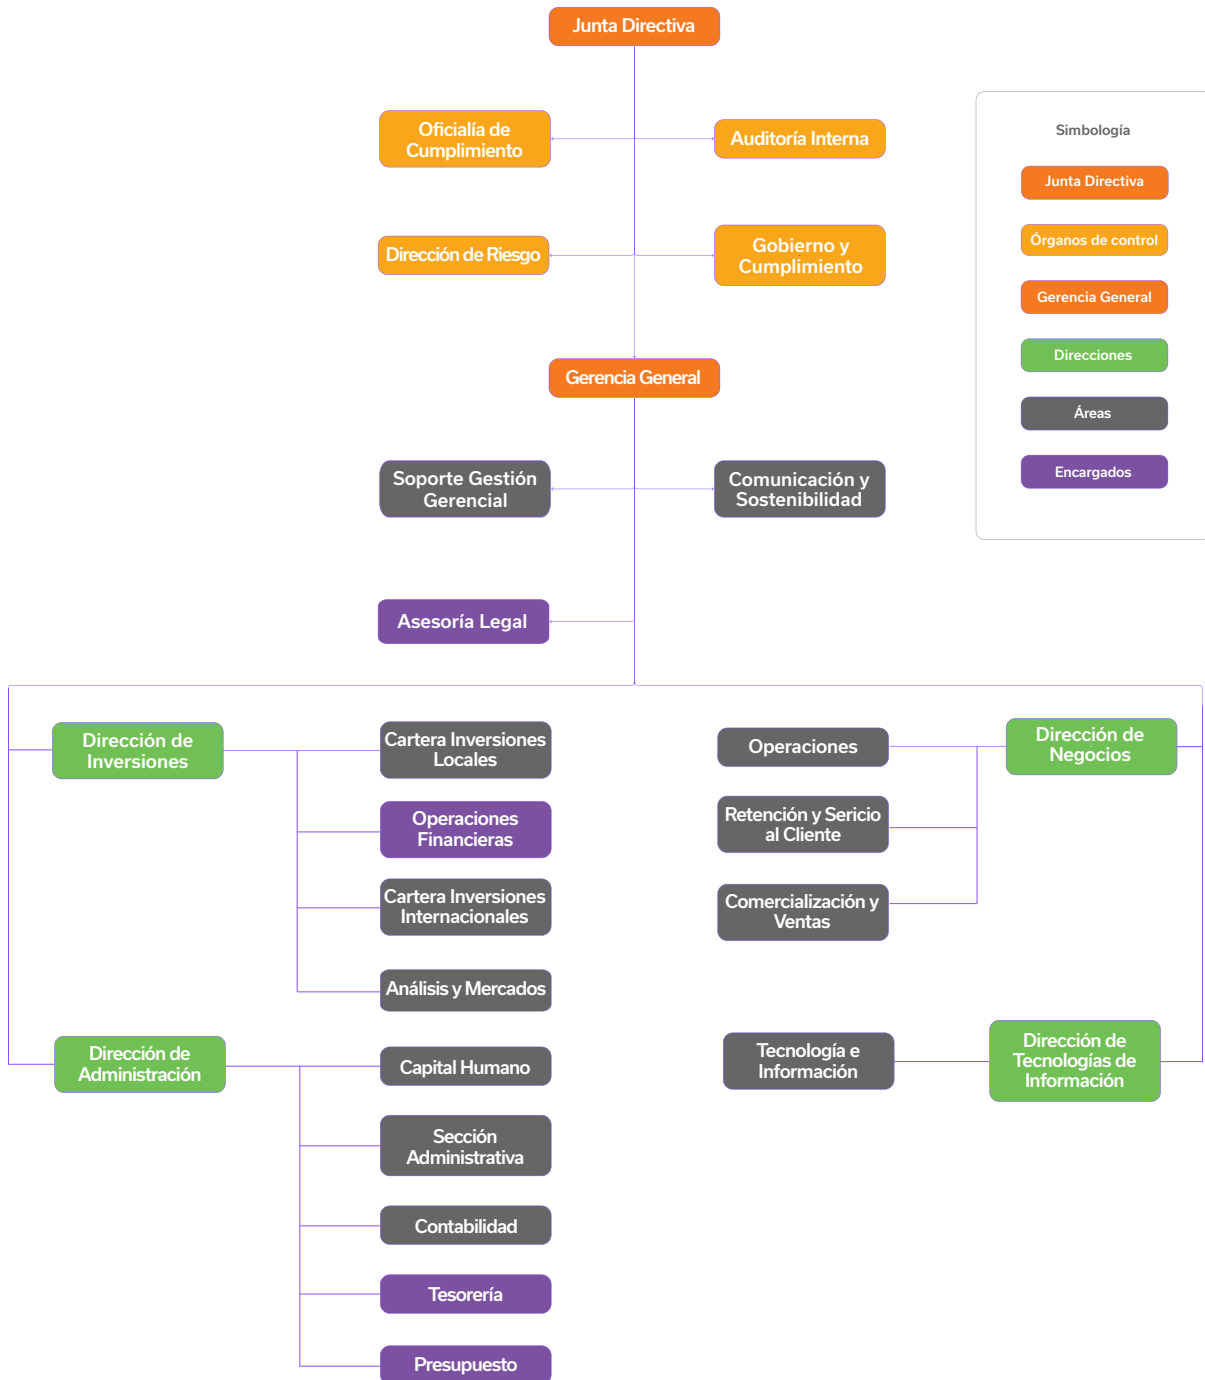 Junta Directiva
Oficialía de
Cumplimiento
Auditoría Interna
Dirección de Riesgo
Gobierno y
Cumplimiento
Gerencia General
Soporte Gestión
Gerencial
Comunicación y
Sostenibilidad
Asesoría Legal
Simbología
Junta Directiva
Órganos de control
Gerencia General
Direcciones
Áreas
Encargados
Dirección de
Inversiones
Cartera Inversiones
Locales
Operaciones
Financieras
Cartera Inversiones
Internacionales
Análisis y Mercados
Dirección de
Administración
Capital Humano
Sección
Administrativa
Contabilidad
Tesorería
Presupuesto
Operaciones
Dirección de
Negocios
Retención y Sericio
al Cliente
Comercialización y
Ventas
Tecnología e
Información
Dirección de
Tecnologías de
Información